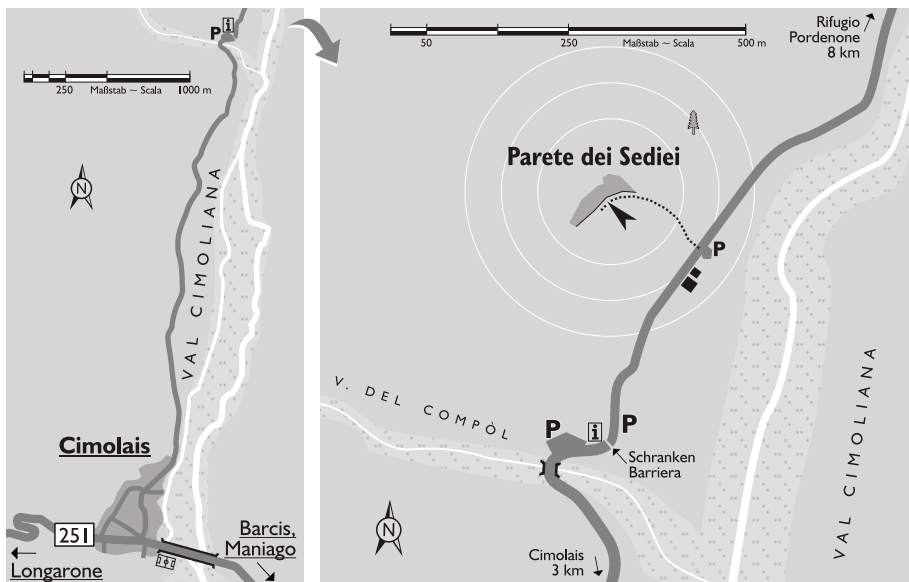 P i
250 Maßstab ~ Scala 1000 m
N
VAL CIMOLIANA
Cimolais
251
Longarone
Barcis,
Maniago
50 250 Maßstab ~ Scala 500 m
Rifugio
Pordenone
8 km
Parete dei Sediei
P
V. DEL COMPÒL
P i P
Schranken
Barriera
N
Cimolais
3 km
VAL CIMOLIANA